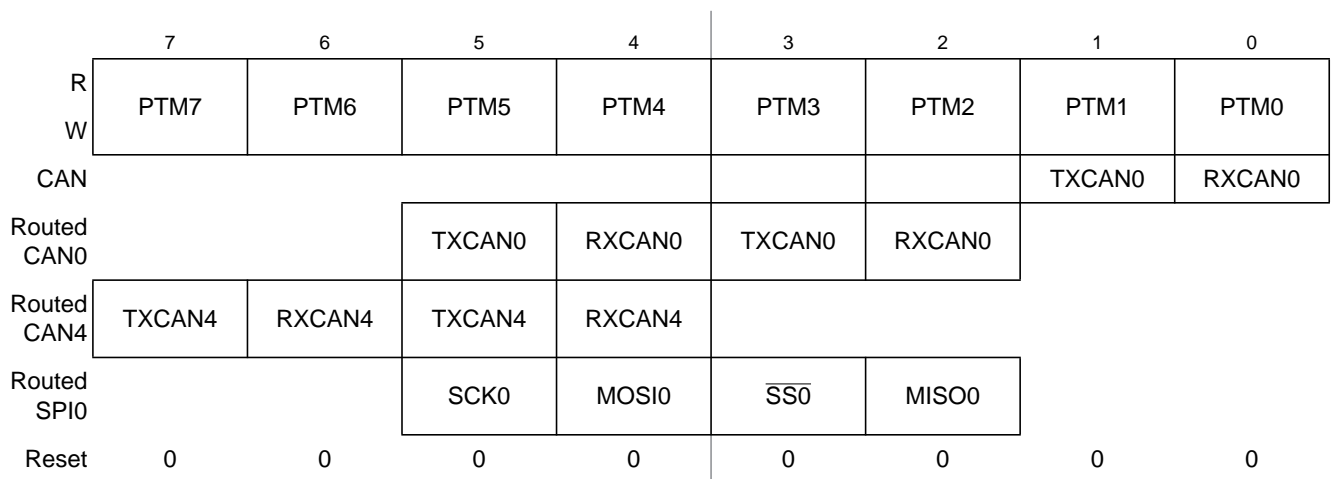 7 6 5 4 3 2 1 0
R
W
PTM7 PTM6 PTM5 PTM4 PTM3 PTM2 PTM1 PTM0
CAN TXCAN0 RXCAN0
Routed
CAN0
TXCAN0 RXCAN0 TXCAN0 RXCAN0
Routed
CAN4
TXCAN4 RXCAN4 TXCAN4 RXCAN4
Routed
SPI0
SCK0 MOSI0 S̅S̅0̅ MISO0
Reset 0 0 0 0 0 0 0 0